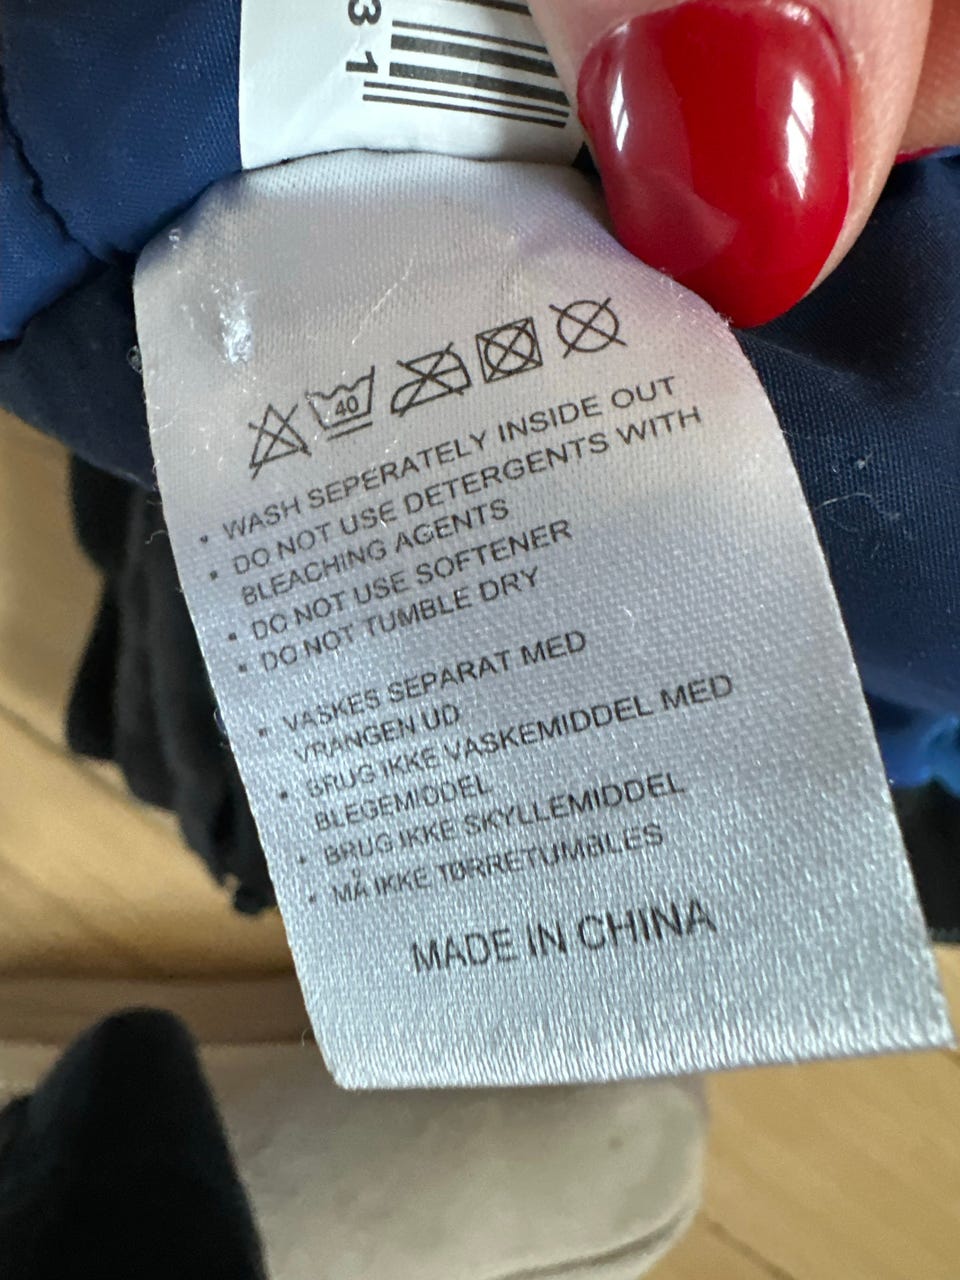 31
40
• WASH SEPERATELY INSIDE OUT
• DO NOT USE DETERGENTS WITH
BLEACHING AGENTS
• DO NOT USE SOFTENER
• DO NOT TUMBLE DRY
• VASKES SEPARAT MED
VRANGEN UD
• BRUG IKKE VASKEMIDDEL MED
BLEGEMIDDEL
• BRUG IKKE SKYLLEMIDDEL
• MÅ IKKE TØRRETUMBLES
MADE IN CHINA